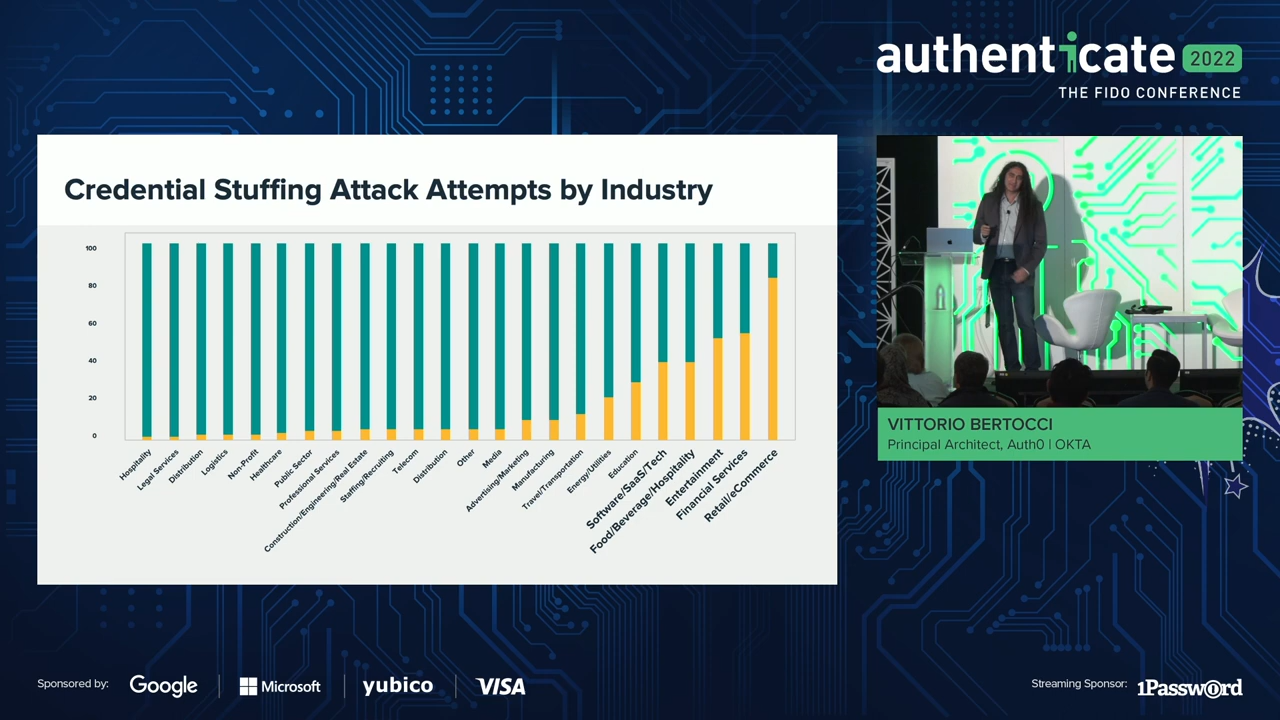 authenticate 2022
THE FIDO CONFERENCE
Credential Stuffing Attack Attempts by Industry
100
80
60
40
20
0
Hospitality
Legal Services
Distribution
Logistics
Non-Profit
Healthcare
Public Sector
Professional Services
Construction/Engineering/Real Estate
Staffing/Recruiting
Telecom
Distribution
Other
Media
Advertising/Marketing
Manufacturing
Travel/Transportation
Energy/Utilities
Education
Software/SaaS/Tech
Food/Beverage/Hospitality
Entertainment
Financial Services
Retail/eCommerce
VITTORIO BERTOCCI
Principal Architect, Auth0 | OKTA
Sponsored by: Google Microsoft yubico VISA
Streaming Sponsor: 1Password